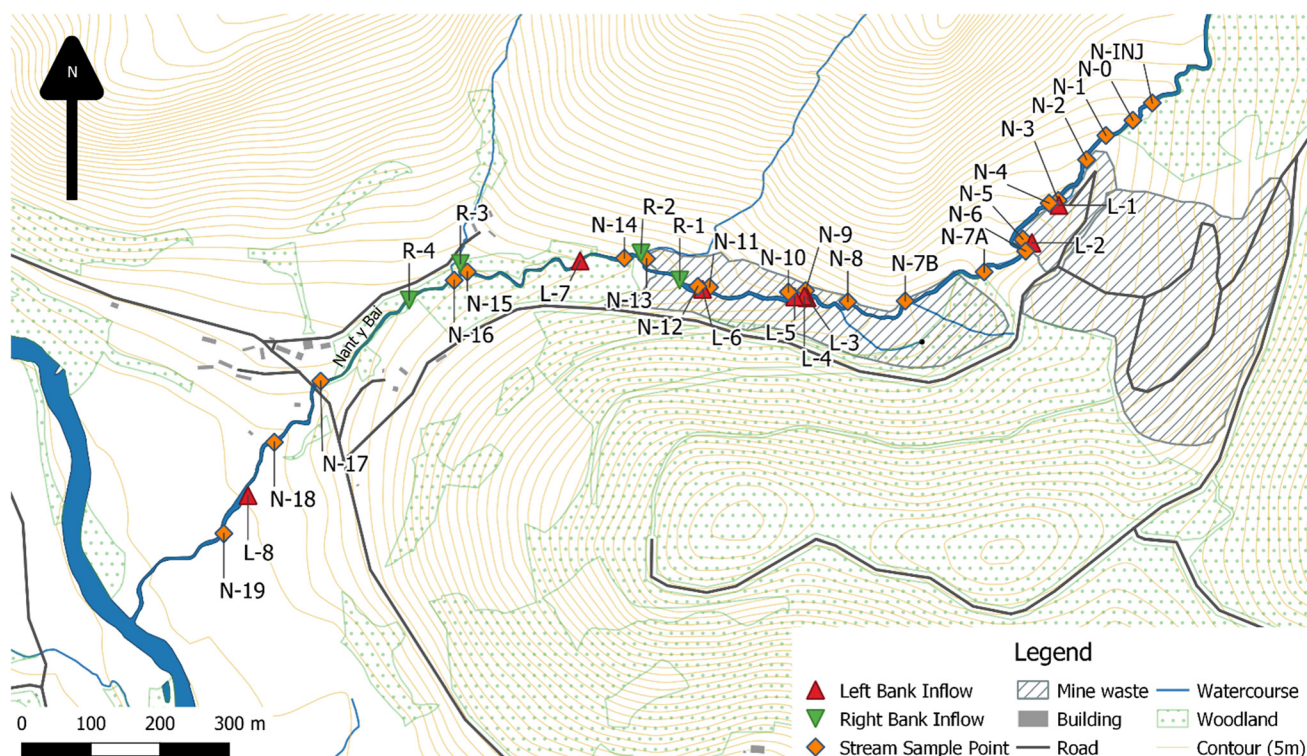 N
N-INJ
N-0
N-1
N-2
N-3
N-4
N-5
N-6
N-7A
L-1
L-2
R-3
R-2
R-1
N-14
N-11
N-9
N-10
N-8
N-7B
R-4
L-7
N-15
N-16
N-13
N-12
L-6
L-5
L-4
L-3
Nant y Bai
N-17
N-18
L-8
N-19
0 100 200 300 m
Legend
Left Bank Inflow
Mine waste
Watercourse
Right Bank Inflow
Building
Woodland
Stream Sample Point
Road
Contour (5m)